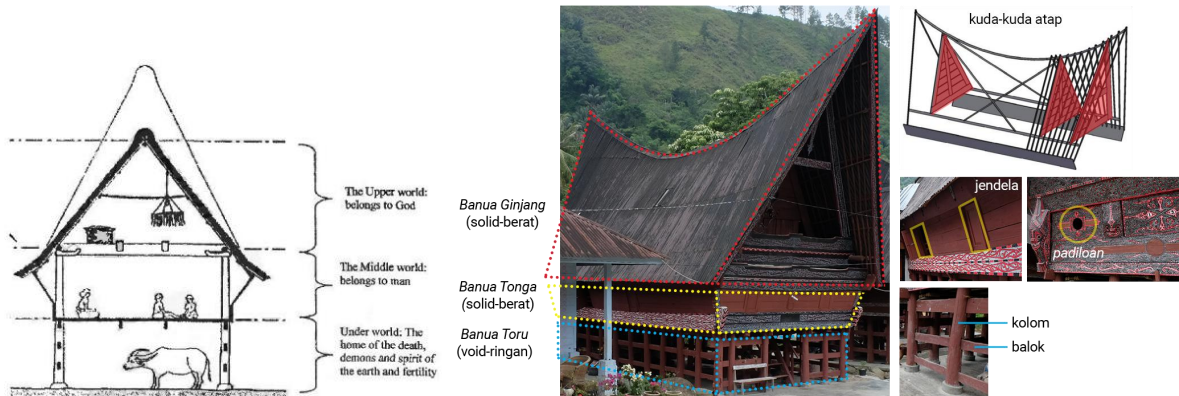 The Upper world:
belongs to God
The Middle world:
belongs to man
Under world: The
home of the death,
demons and spirit of
the earth and fertility
Banua Ginjang
(solid-berat)
Banua Tonga
(solid-berat)
Banua Toru
(void-ringan)
kuda-kuda atap
jendela
padiloan
kolom
balok